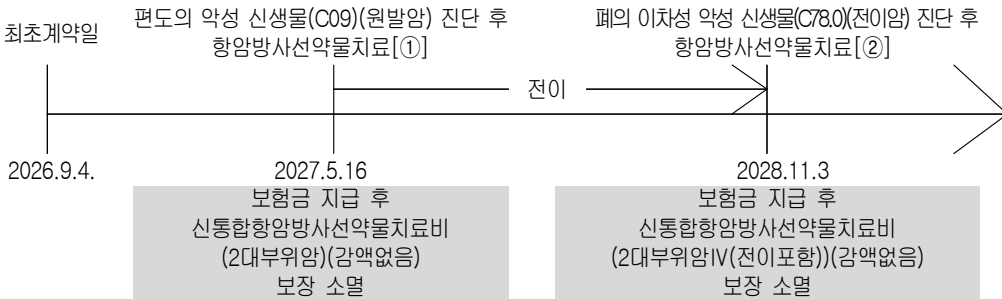 최초계약일
편도의 악성 신생물(C09)(원발암) 진단 후
항암방사선약물치료[①]
폐의 이차성 악성 신생물(C78.0)(전이암) 진단 후
항암방사선약물치료[②]
전이
2026.9.4.
2027.5.16
2028.11.3
보험금 지급 후
신통합항암방사선약물치료비
(2대부위암)(감액없음)
보장 소멸
보험금 지급 후
신통합항암방사선약물치료비
(2대부위암Ⅳ(전이포함))(감액없음)
보장 소멸